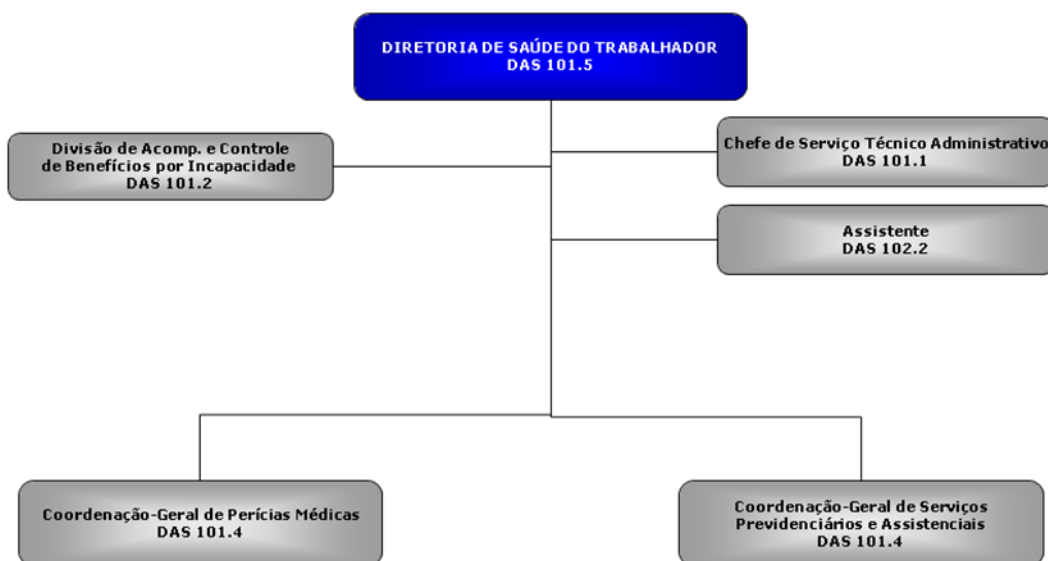 DIRETORIA DE SAÚDE DO TRABALHADOR
DAS 101.5
Divisão de Acomp. e Controle
de Benefícios por Incapacidade
DAS 101.2
Chefe de Serviço Técnico Administrativo
DAS 101.1
Assistente
DAS 102.2
Coordenação-Geral de Perícias Médicas
DAS 101.4
Coordenação-Geral de Serviços
Previdenciários e Assistenciais
DAS 101.4